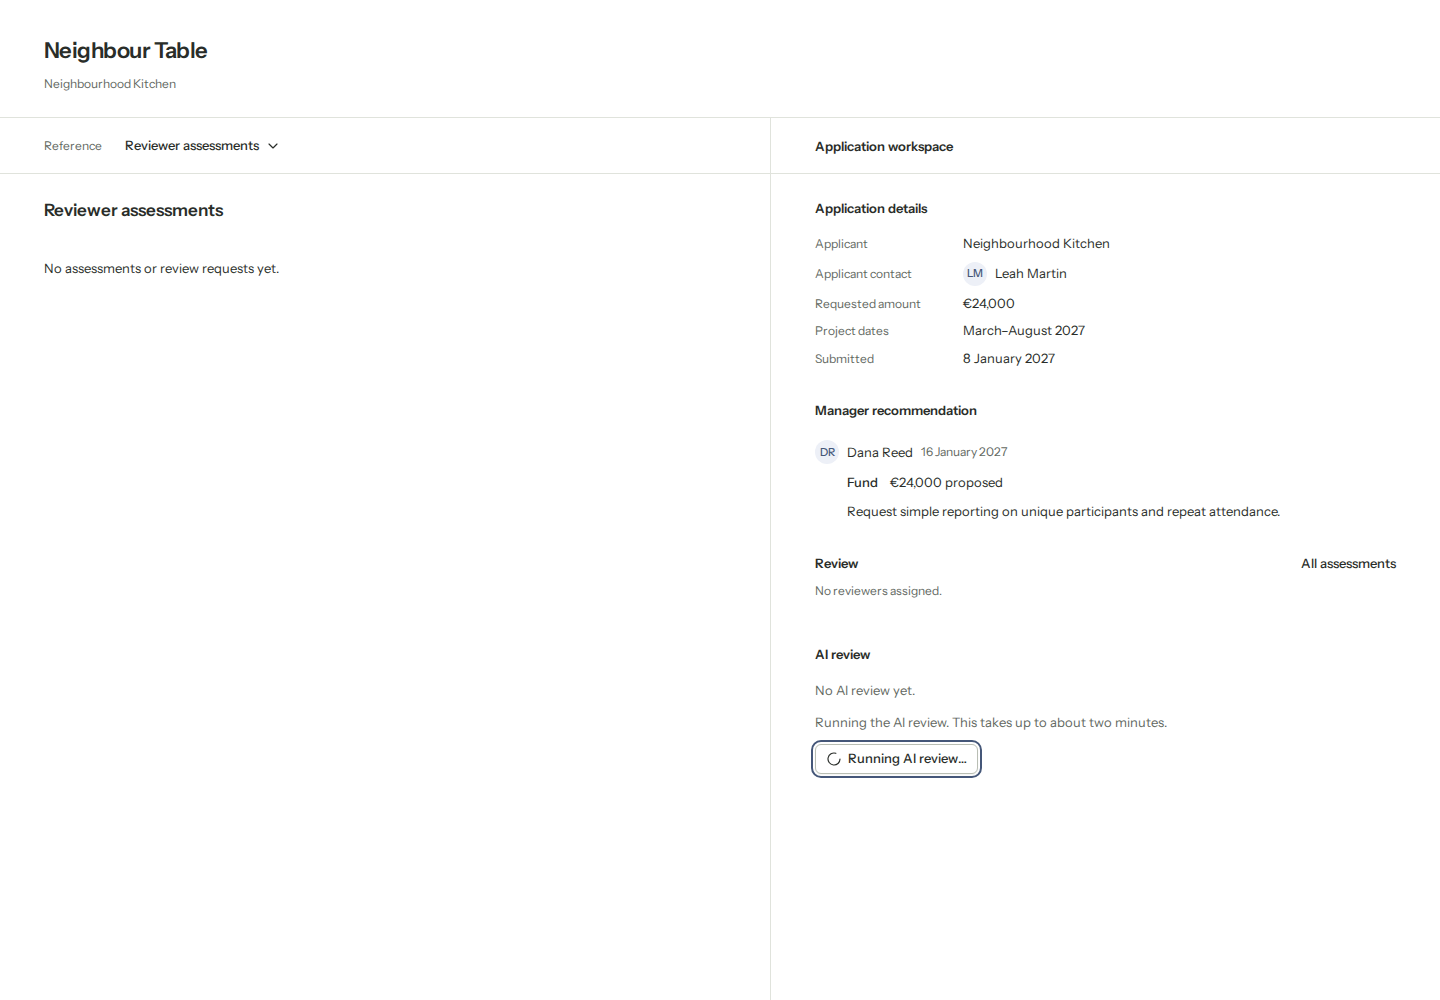 Neighbour Table
Neighbourhood Kitchen
Reference Reviewer assessments
Reviewer assessments
No assessments or review requests yet.
Application workspace
Application details
Applicant Neighbourhood Kitchen
Applicant contact LM Leah Martin
Requested amount €24,000
Project dates March–August 2027
Submitted 8 January 2027
Manager recommendation
DR Dana Reed 16 January 2027
Fund €24,000 proposed
Request simple reporting on unique participants and repeat attendance.
Review All assessments
No reviewers assigned.
AI review
No AI review yet.
Running the AI review. This takes up to about two minutes.
Running AI review...